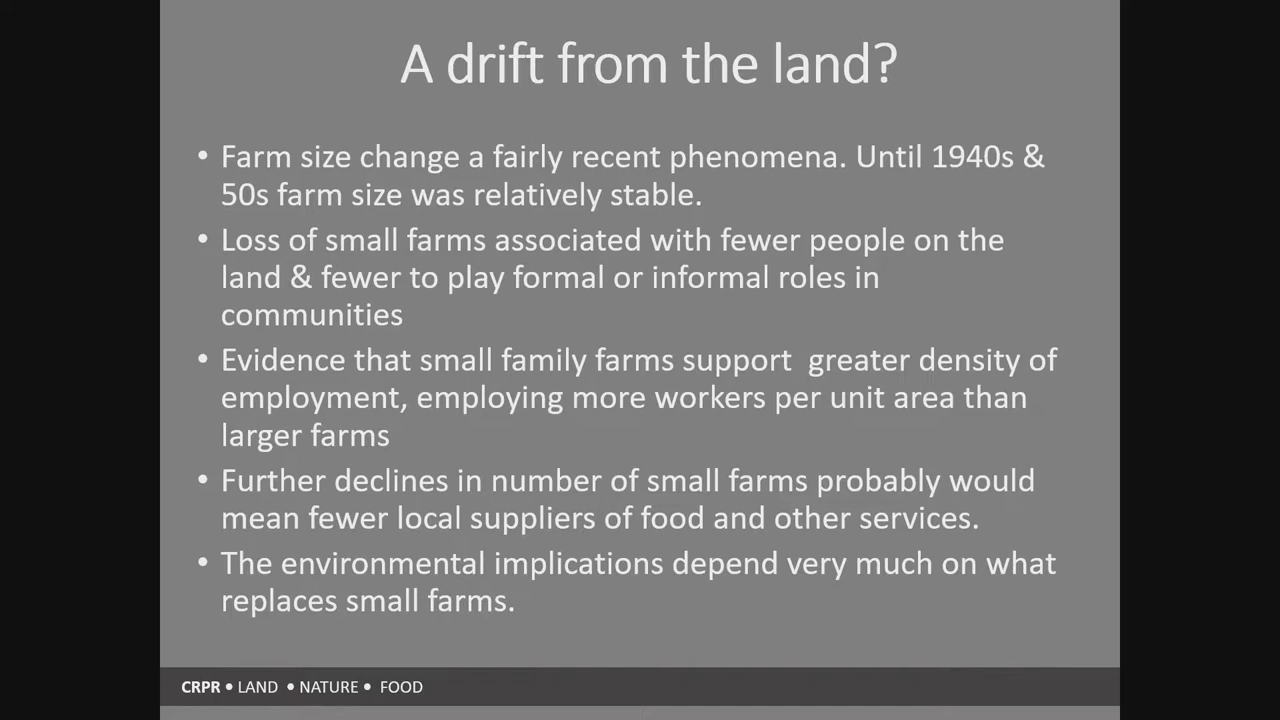 A drift from the land?
• Farm size change a fairly recent phenomena. Until 1940s &
50s farm size was relatively stable.
• Loss of small farms associated with fewer people on the
land & fewer to play formal or informal roles in
communities
• Evidence that small family farms support  greater density of
employment, employing more workers per unit area than
larger farms
• Further declines in number of small farms probably would
mean fewer local suppliers of food and other services.
• The environmental implications depend very much on what
replaces small farms.
CRPR • LAND • NATURE • FOOD